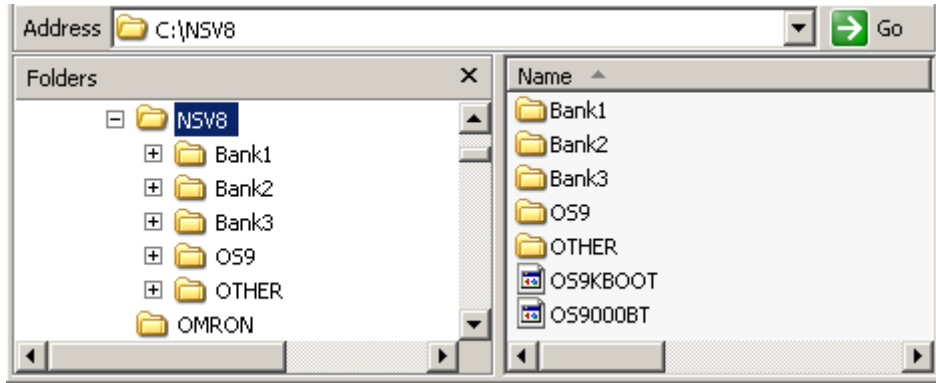 Address C:\NSV8 Go
Folders
NSV8
Bank1
Bank2
Bank3
OS9
OTHER
OMRON
Name
Bank1
Bank2
Bank3
OS9
OTHER
OS9KBOOT
OS9000BT